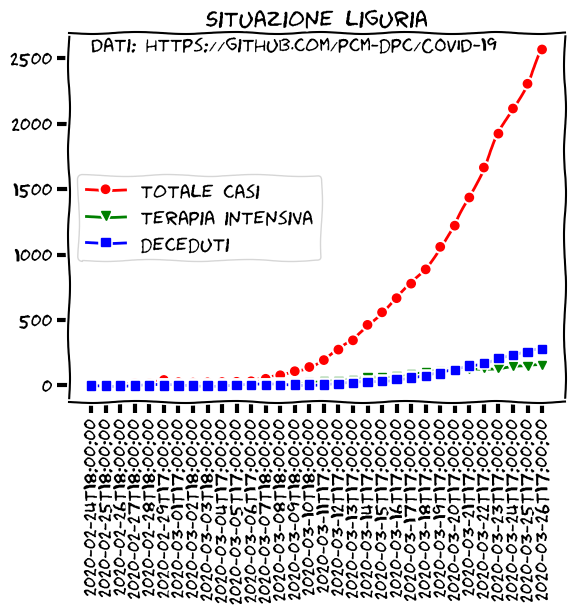 SITUAZIONE LIGURIA
DATI: HTTPS://GITHUB.COM/PCM-DPC/COVID-19
2500
2000
1500
1000
500
0
TOTALE CASI
TERAPIA INTENSIVA
DECEDUTI
2020-02-24T18:00:00
2020-02-25T18:00:00
2020-02-26T18:00:00
2020-02-27T18:00:00
2020-02-28T18:00:00
2020-02-29T17:00:00
2020-03-01T17:00:00
2020-03-02T18:00:00
2020-03-03T18:00:00
2020-03-04T17:00:00
2020-03-05T17:00:00
2020-03-06T17:00:00
2020-03-07T18:00:00
2020-03-08T18:00:00
2020-03-09T18:00:00
2020-03-10T18:00:00
2020-03-11T17:00:00
2020-03-12T17:00:00
2020-03-13T17:00:00
2020-03-14T17:00:00
2020-03-15T17:00:00
2020-03-16T17:00:00
2020-03-17T17:00:00
2020-03-18T17:00:00
2020-03-19T17:00:00
2020-03-20T17:00:00
2020-03-21T17:00:00
2020-03-22T17:00:00
2020-03-23T17:00:00
2020-03-24T17:00:00
2020-03-25T17:00:00
2020-03-26T17:00:00